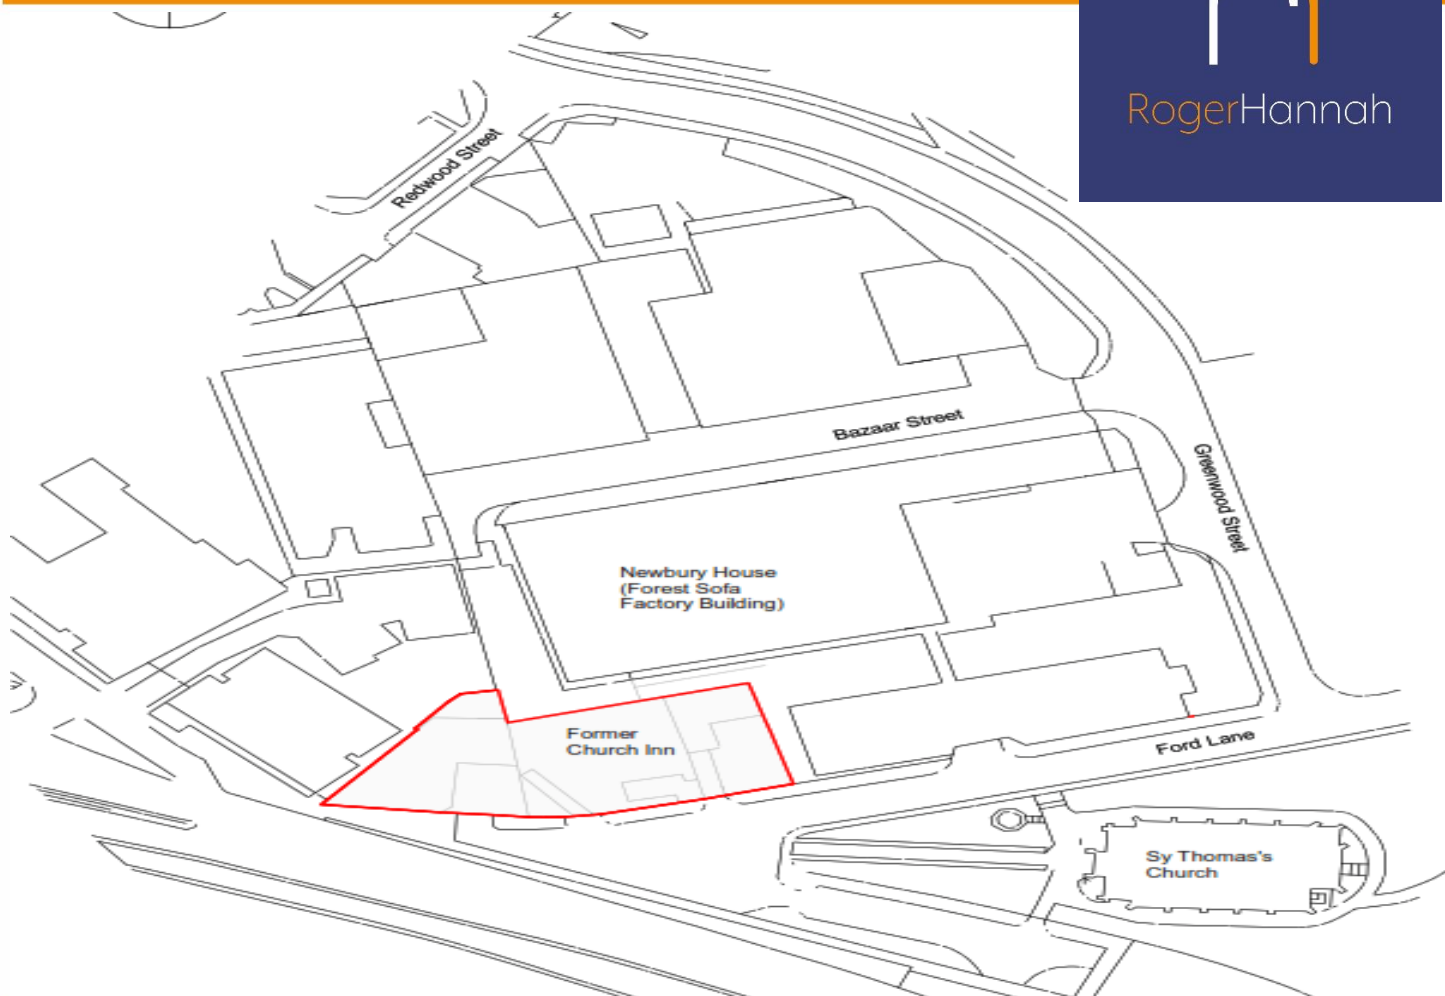 RogerHannah
Redwood Street
Bazaar Street
Greenwood Street
Newbury House
(Forest Sofa
Factory Building)
Former
Church Inn
Ford Lane
Sy Thomas's
Church